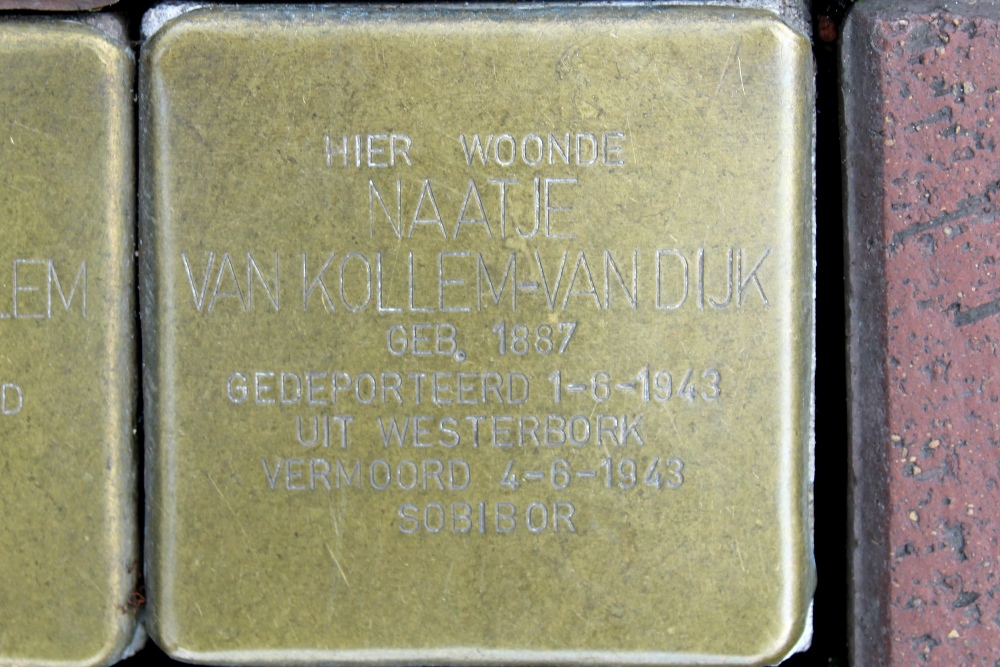 HIER WOONDE
NAATJE
VAN KOLLEM-VAN DIJK
GEB. 1887
GEDEPORTEERD 1-6-1943
UIT WESTERBORK
VERMOORD 4-6-1943
SOBIBOR